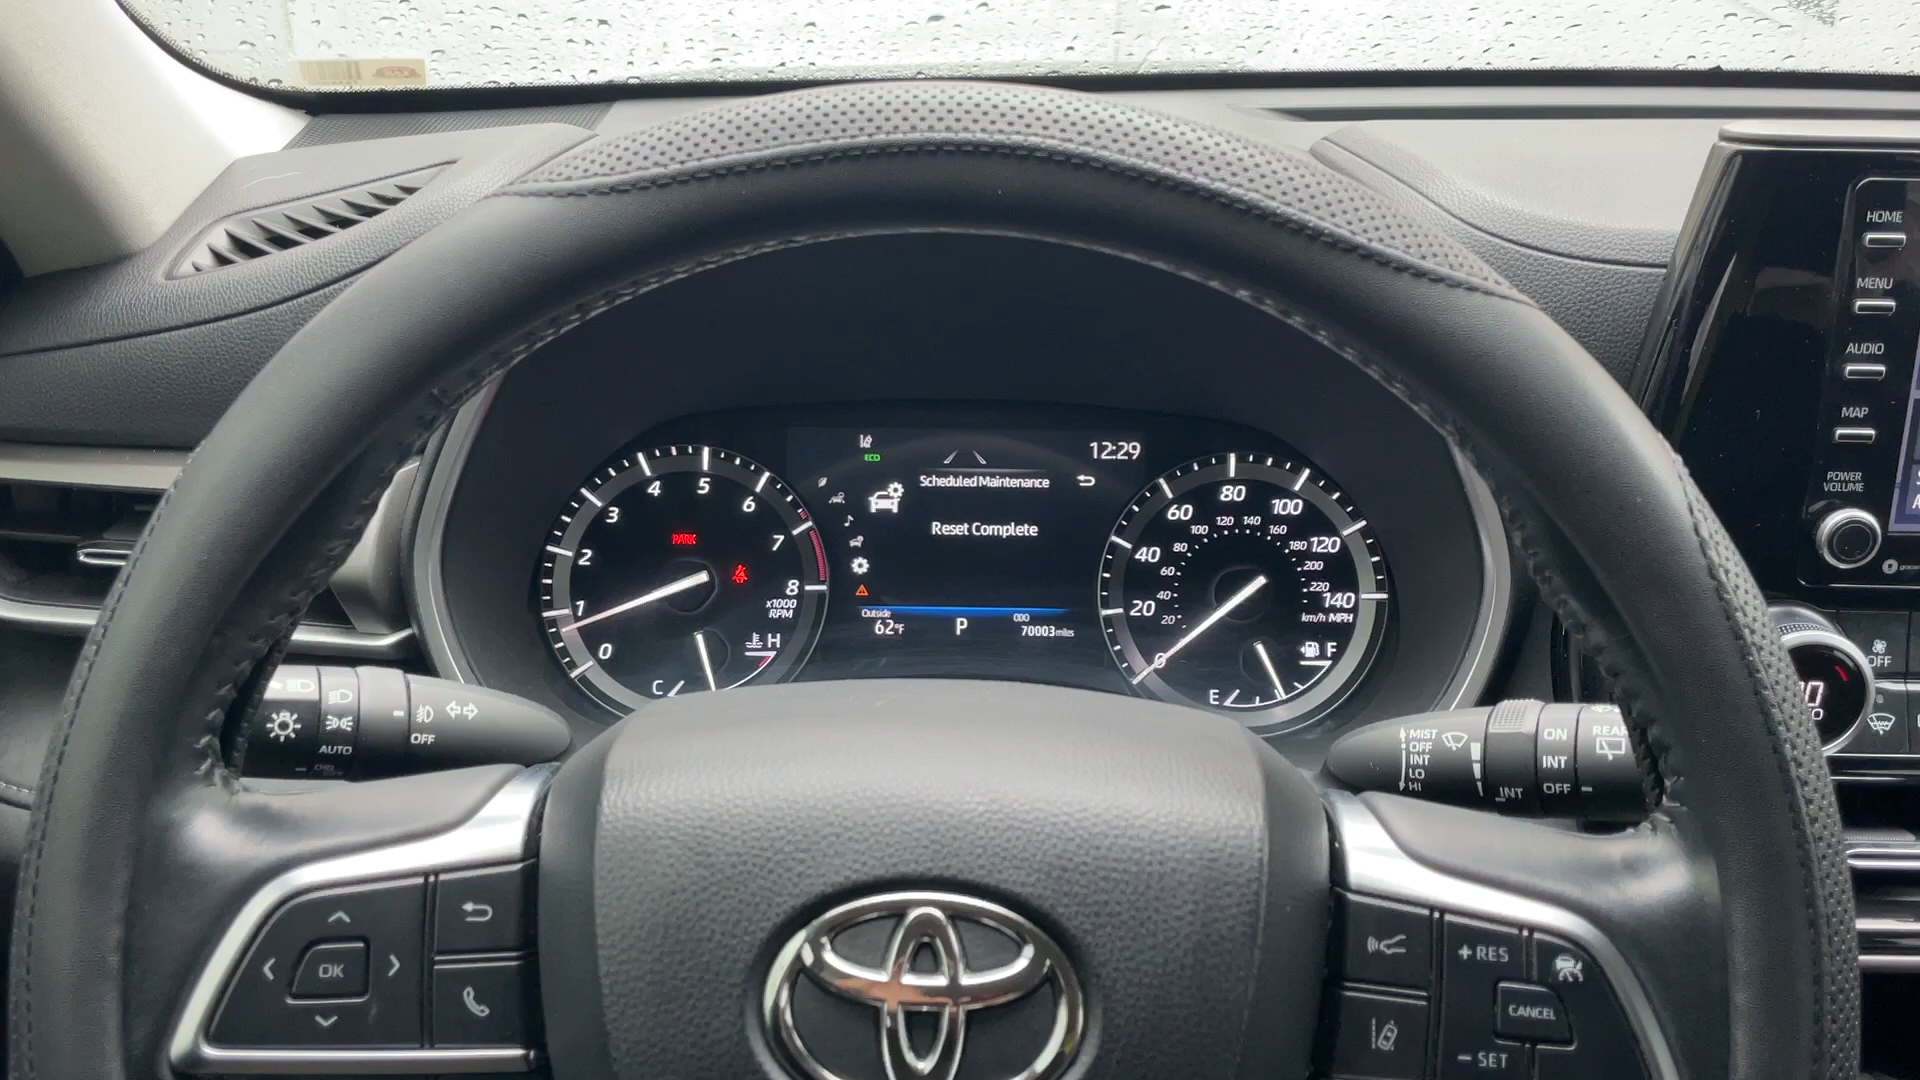 HOME
MENU
AUDIO
MAP
POWER
VOLUME
12:29
ECO
Scheduled Maintenance
Reset Complete
Outside
62°F
P
ODO
70003 miles
PARK
0
1
2
3
4
5
6
7
8
x1000
RPM
H
C
0
20
40
60
80
100
120
140
20
40
60
80
100
120
140
160
180
200
220
km/h MPH
F
E
AUTO
OFF
MIST
OFF
INT
LO
HI
INT
ON
INT
OFF
REAR
OFF
OK
+RES
CANCEL
-SET